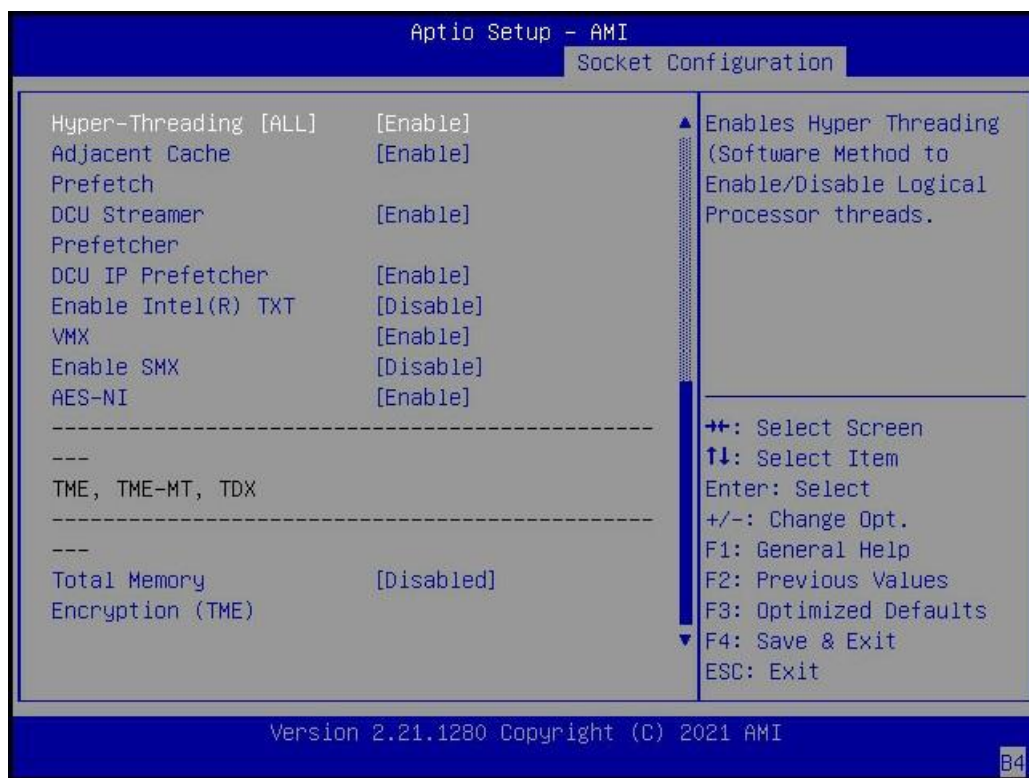 Aptio Setup – AMI
Socket Configuration
Hyper-Threading [ALL] [Enable]
Adjacent Cache [Enable]
Prefetch
DCU Streamer [Enable]
Prefetcher
DCU IP Prefetcher [Enable]
Enable Intel(R) TXT [Disable]
VMX [Enable]
Enable SMX [Disable]
AES-NI [Enable]
-----------------------------------------------
---
TME, TME-MT, TDX
-----------------------------------------------
---
Total Memory [Disabled]
Encryption (TME)
Enables Hyper Threading
(Software Method to
Enable/Disable Logical
Processor threads.
→←: Select Screen
↑↓: Select Item
Enter: Select
+/-: Change Opt.
F1: General Help
F2: Previous Values
F3: Optimized Defaults
F4: Save & Exit
ESC: Exit
Version 2.21.1280 Copyright (C) 2021 AMI
B4